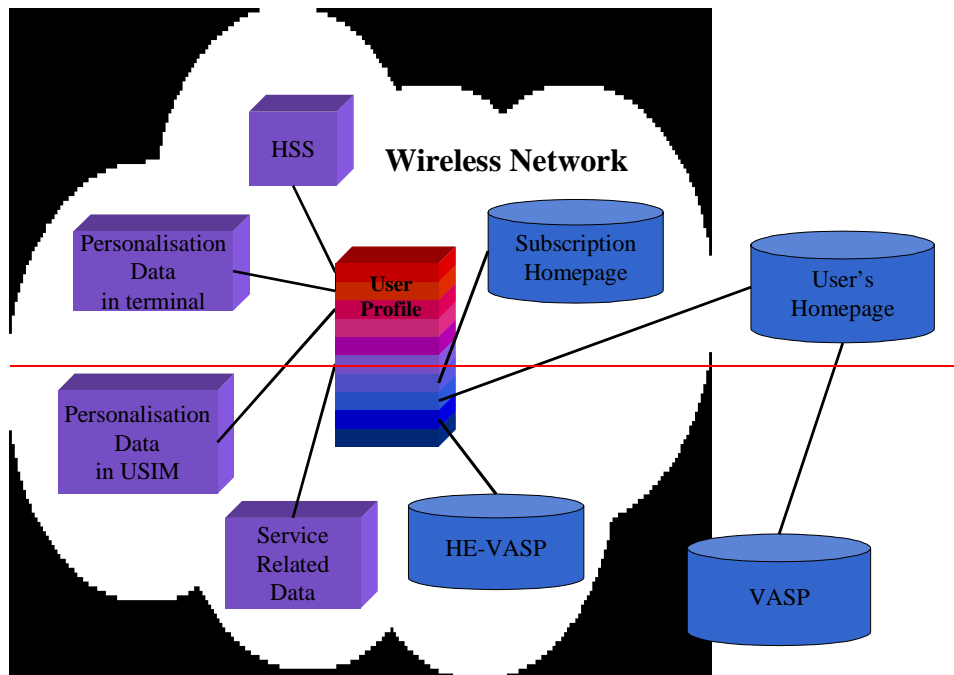 HSS
Wireless Network
Personalisation
Data
in terminal
Subscription
Homepage
User's
Homepage
User
Profile
Personalisation
Data
in USIM
Service
Related
Data
HE-VASP
VASP